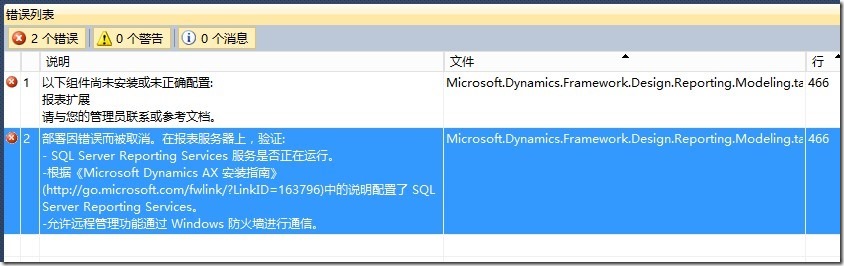 错误列表
2 个错误 0 个警告 0 个消息
说明 文件 行
1 以下组件尚未安装或未正确配置: Microsoft.Dynamics.Framework.Design.Reporting.Modeling.ta 466
报表扩展
请与您的管理员联系或参考文档。
2 部署因错误而被取消。在报表服务器上，验证: Microsoft.Dynamics.Framework.Design.Reporting.Modeling.ta 466
- SQL Server Reporting Services 服务是否正在运行。
-根据《Microsoft Dynamics AX 安装指南》
(http://go.microsoft.com/fwlink/?LinkID=163796)中的说明配置了 SQL
Server Reporting Services。
-允许远程管理功能通过 Windows 防火墙进行通信。